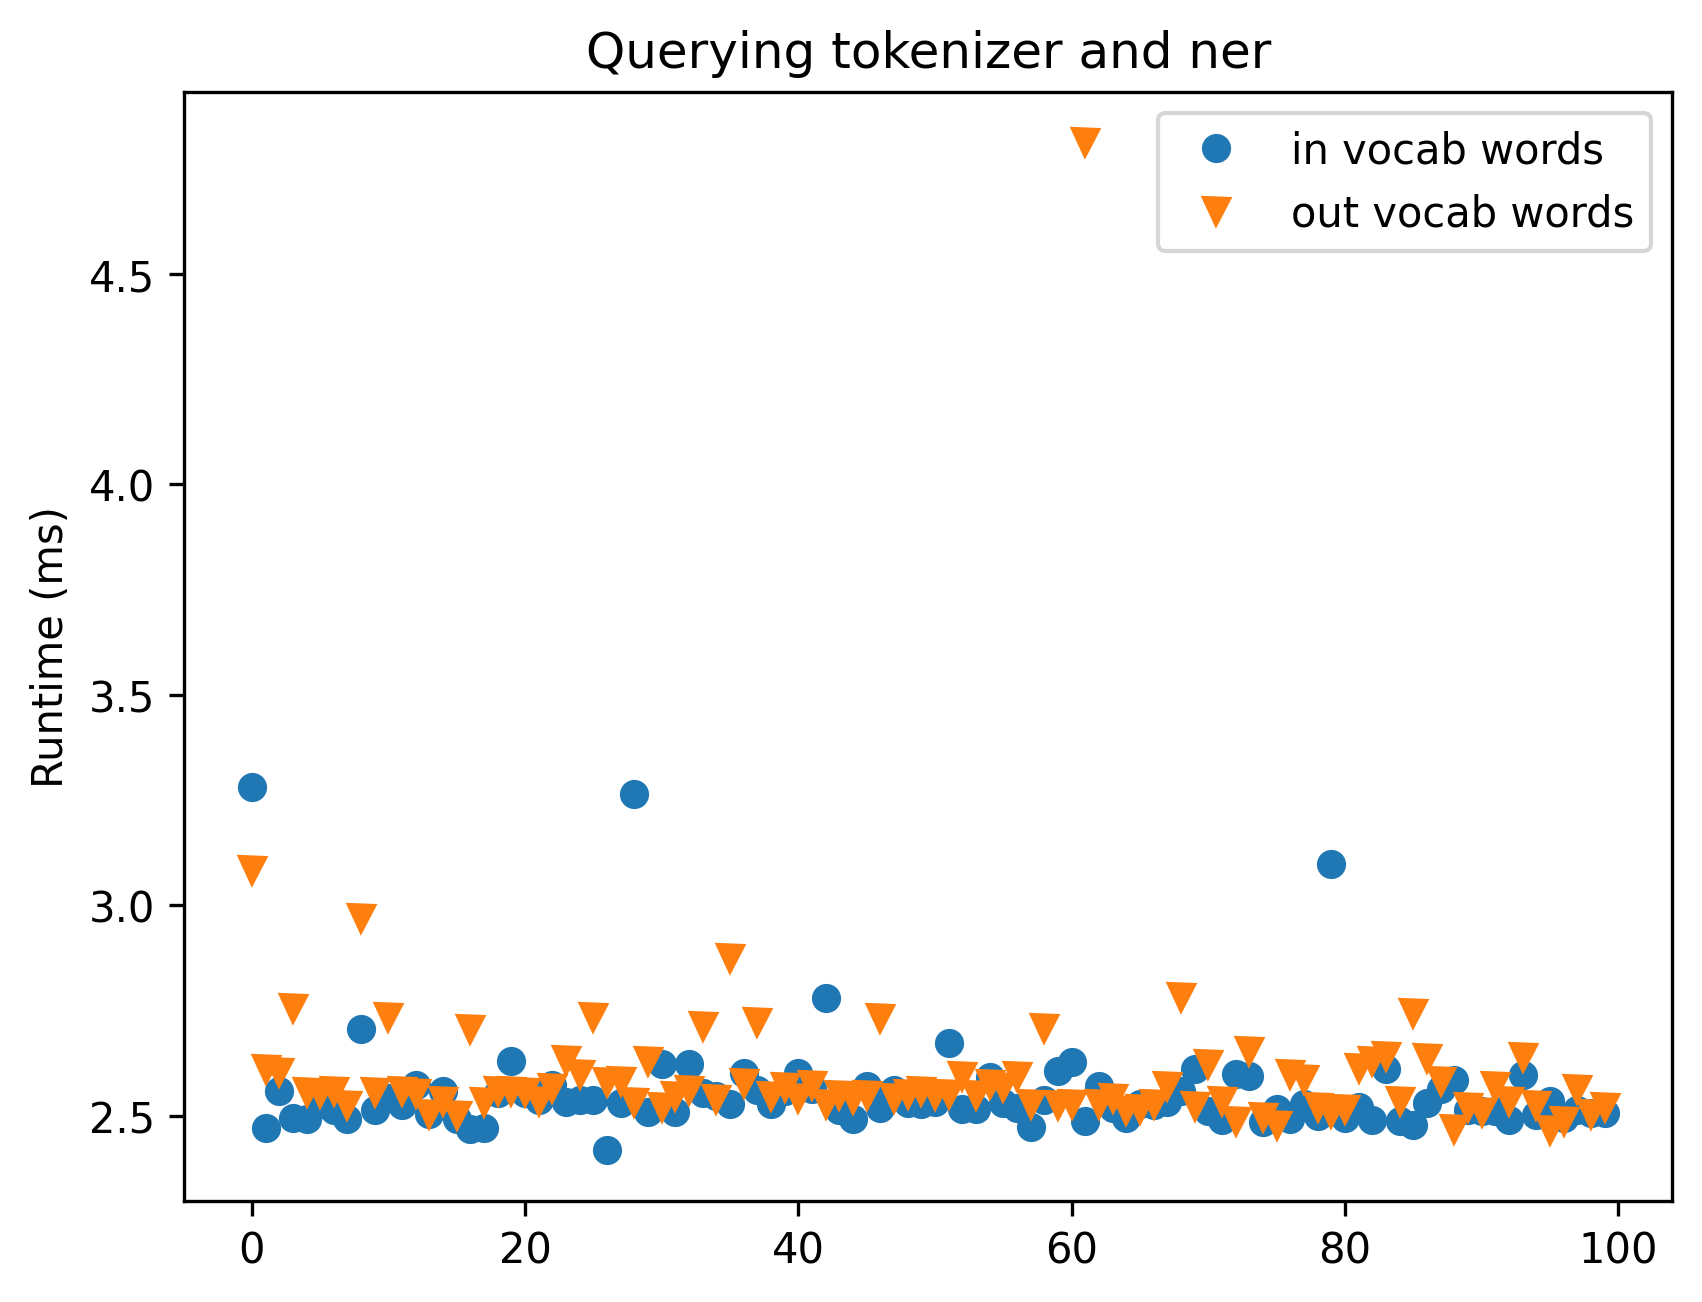 Querying tokenizer and ner
in vocab words
out vocab words
Runtime (ms)
4.5
4.0
3.5
3.0
2.5
0 20 40 60 80 100